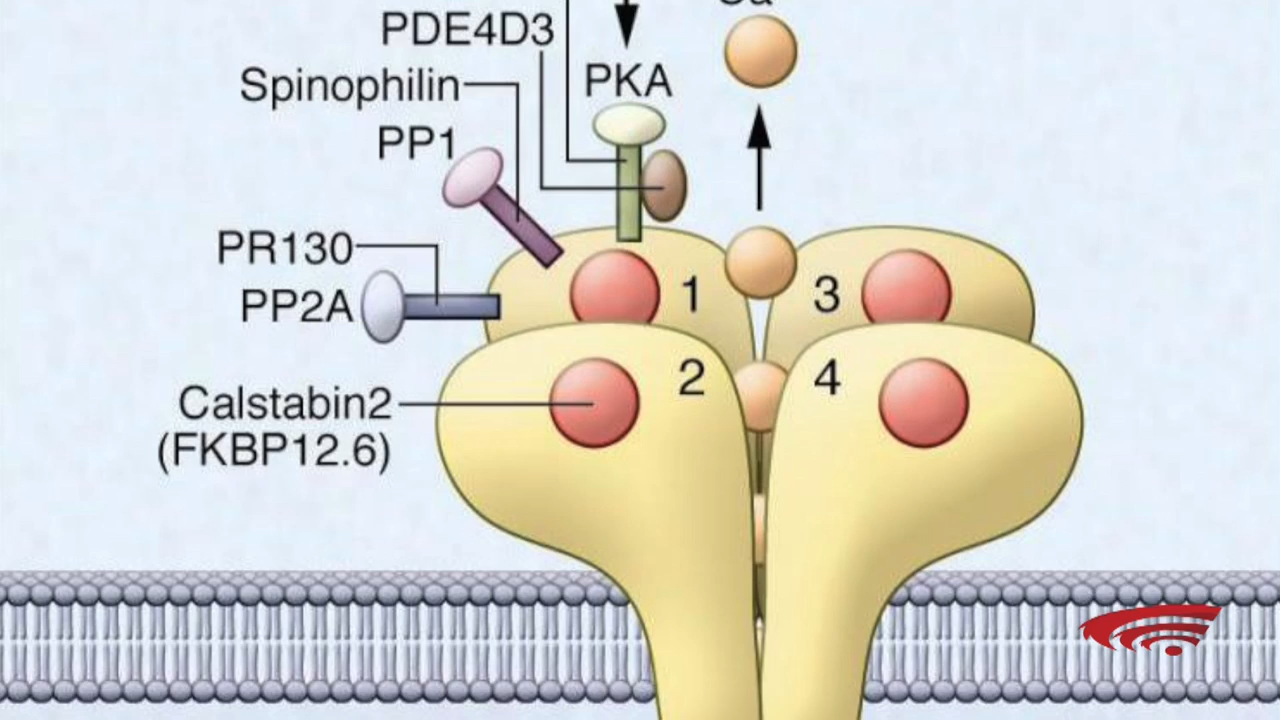 PDE4D3
Spinophilin
PKA
PP1
PR130
PP2A
1
3
2
4
Calstabin2
(FKBP12.6)